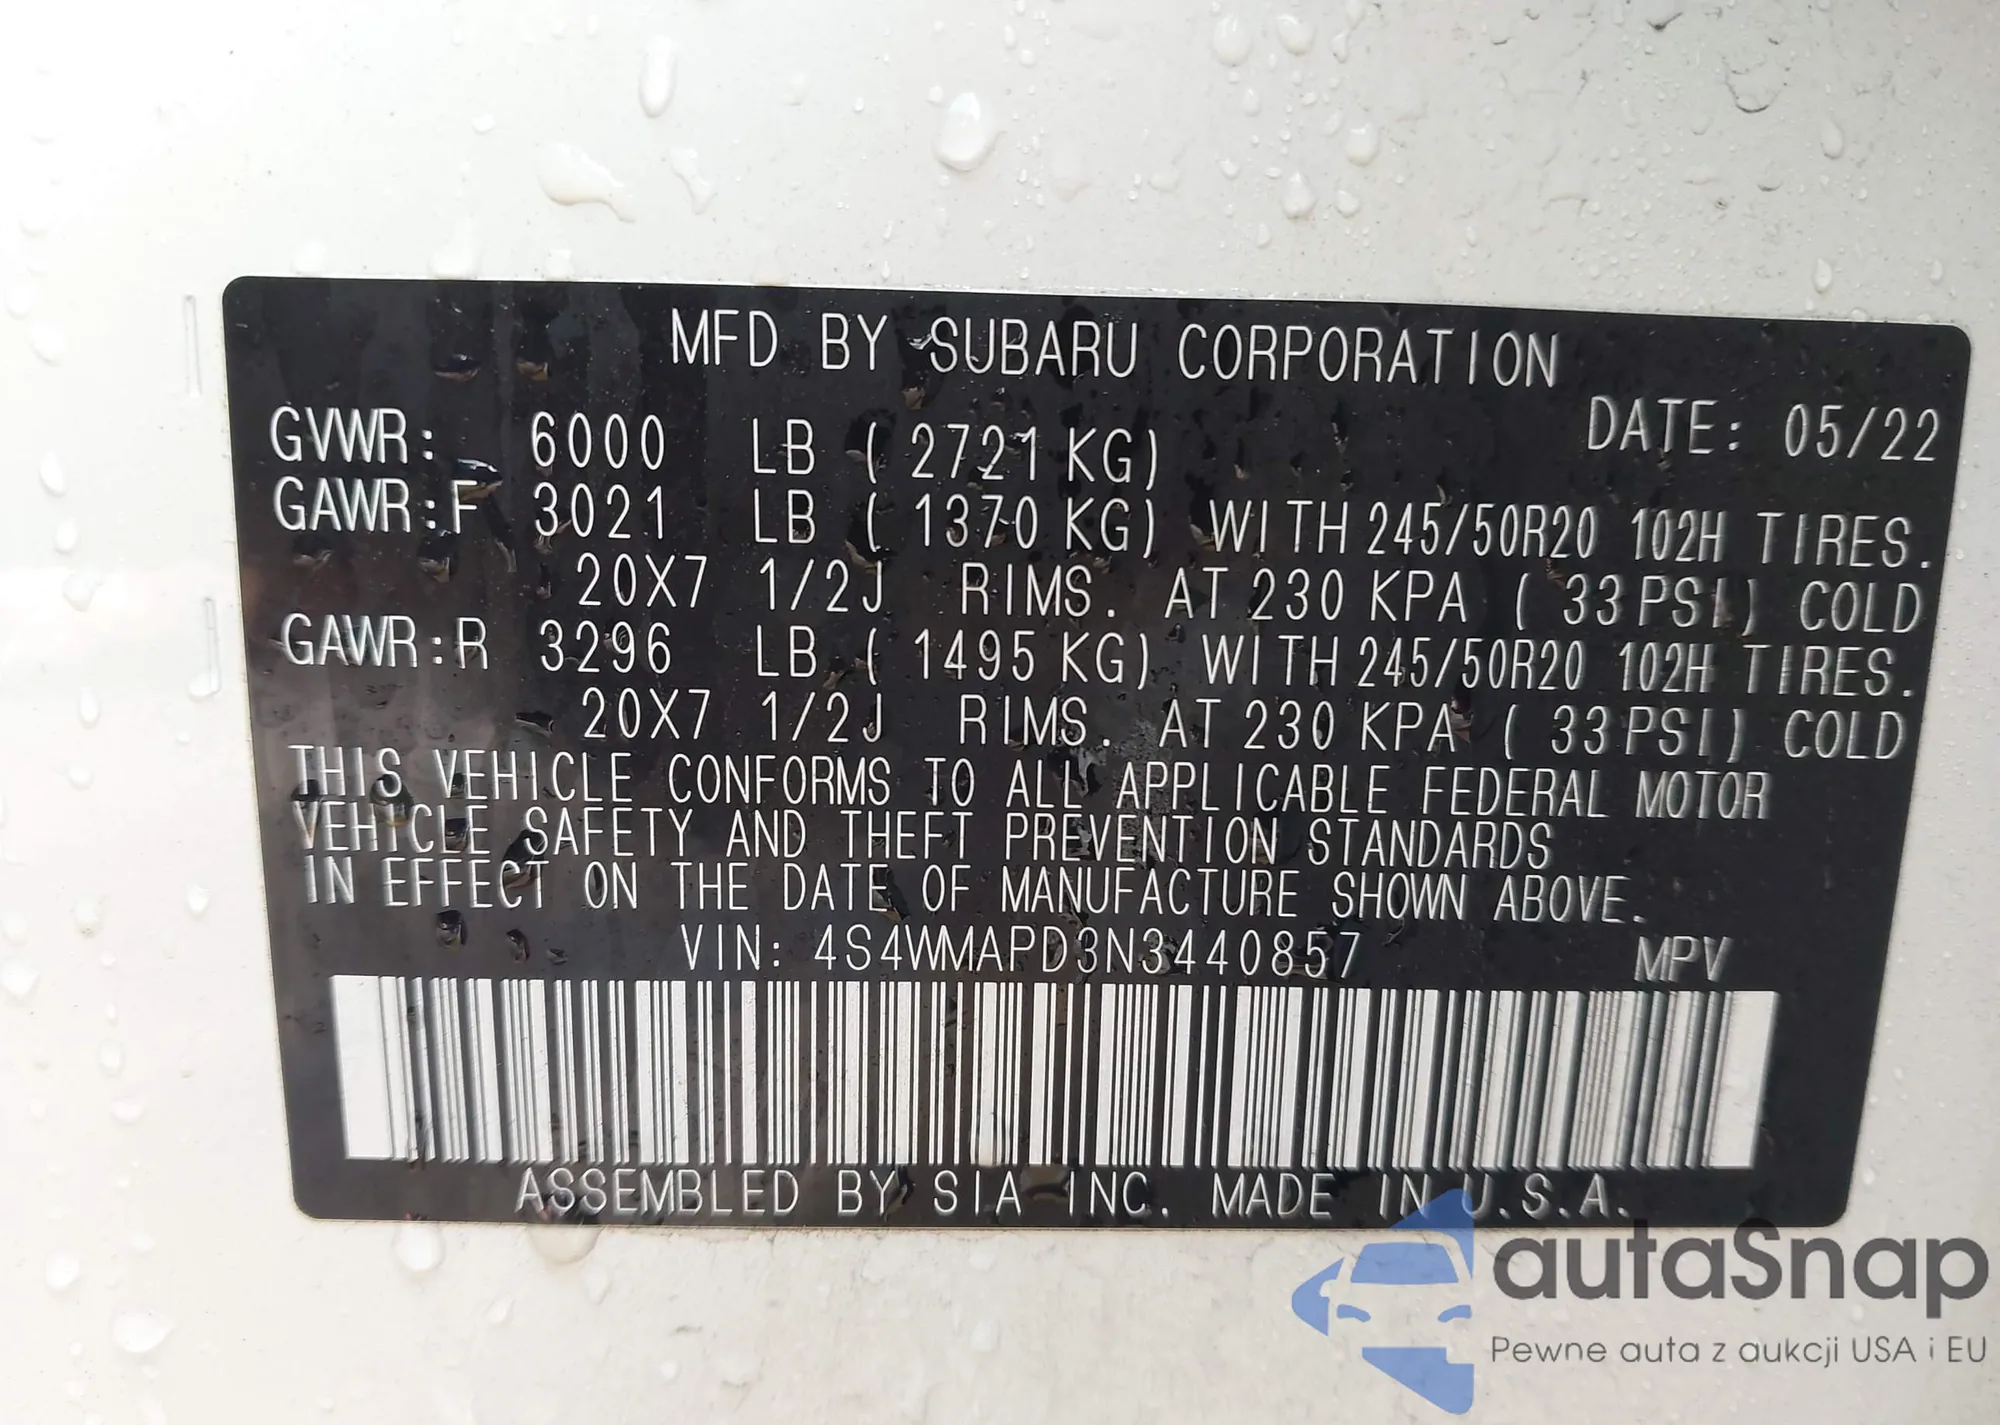 MFD BY SUBARU CORPORATION
DATE: 05/22
GVWR: 6000 LB ( 2721 KG)
GAWR:F 3021 LB ( 1370 KG) WITH 245/50R20 102H TIRES.
20X7 1/2J RIMS. AT 230 KPA ( 33 PSI) COLD
GAWR:R 3296 LB ( 1495 KG) WITH 245/50R20 102H TIRES.
20X7 1/2J RIMS. AT 230 KPA ( 33 PSI) COLD
THIS VEHICLE CONFORMS TO ALL APPLICABLE FEDERAL MOTOR
VEHICLE SAFETY AND THEFT PREVENTION STANDARDS
IN EFFECT ON THE DATE OF MANUFACTURE SHOWN ABOVE.
VIN: 4S4WMAPD3N3440857 MPV
ASSEMBLED BY SIA INC. MADE IN U.S.A.
autoSnap
Pewne auta z aukcji USA i EU